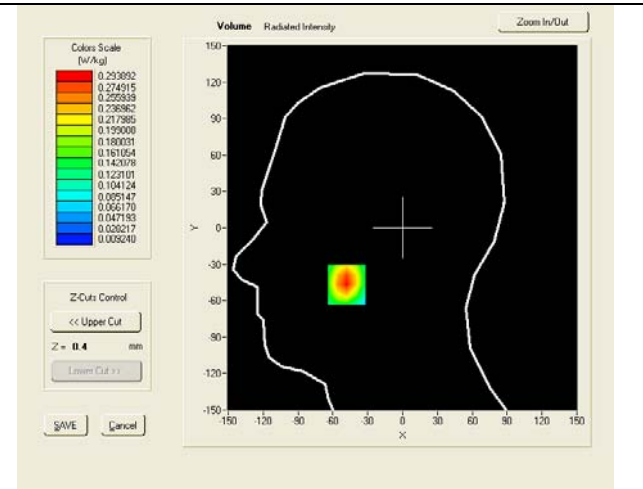 Volume Radiated Intensity
Zoom In/Out
Colors Scale
(W/kg)
0.293892
0.274915
0.255939
0.236962
0.217985
0.199008
0.180031
0.161054
0.142078
0.123101
0.104124
0.085147
0.066170
0.047193
0.028217
0.009240
Z-Cuts Control
<< Upper Cut
Z = 0.4 mm
Lower Cut >>
SAVE Cancel
150
120
90
60
30
0
-30
-60
-90
-120
-150
Y
-150 -120 -90 -60 -30 0 30 60 90 120 150
X